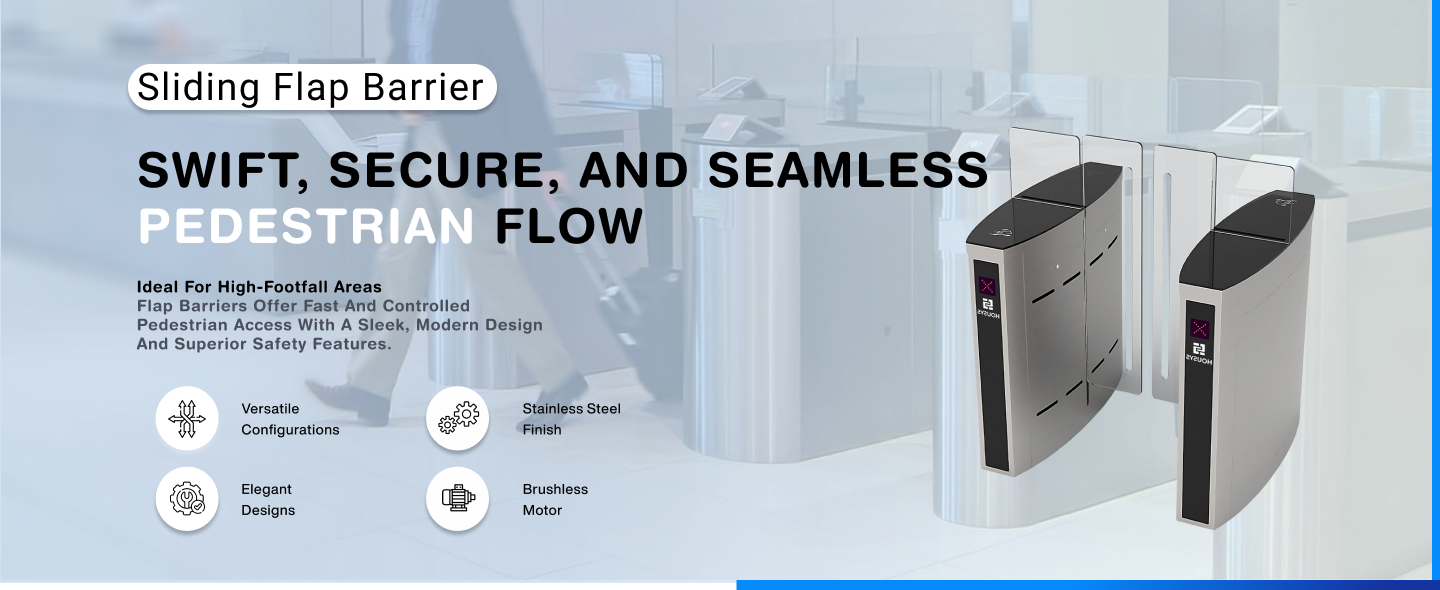 Sliding Flap Barrier
SWIFT, SECURE, AND SEAMLESS
PEDESTRIAN FLOW
Ideal For High-Footfall Areas
Flap Barriers Offer Fast And Controlled
Pedestrian Access With A Sleek, Modern Design
And Superior Safety Features.
Versatile
Configurations
Stainless Steel
Finish
Elegant
Designs
Brushless
Motor
HOUSYS
HOUSYS